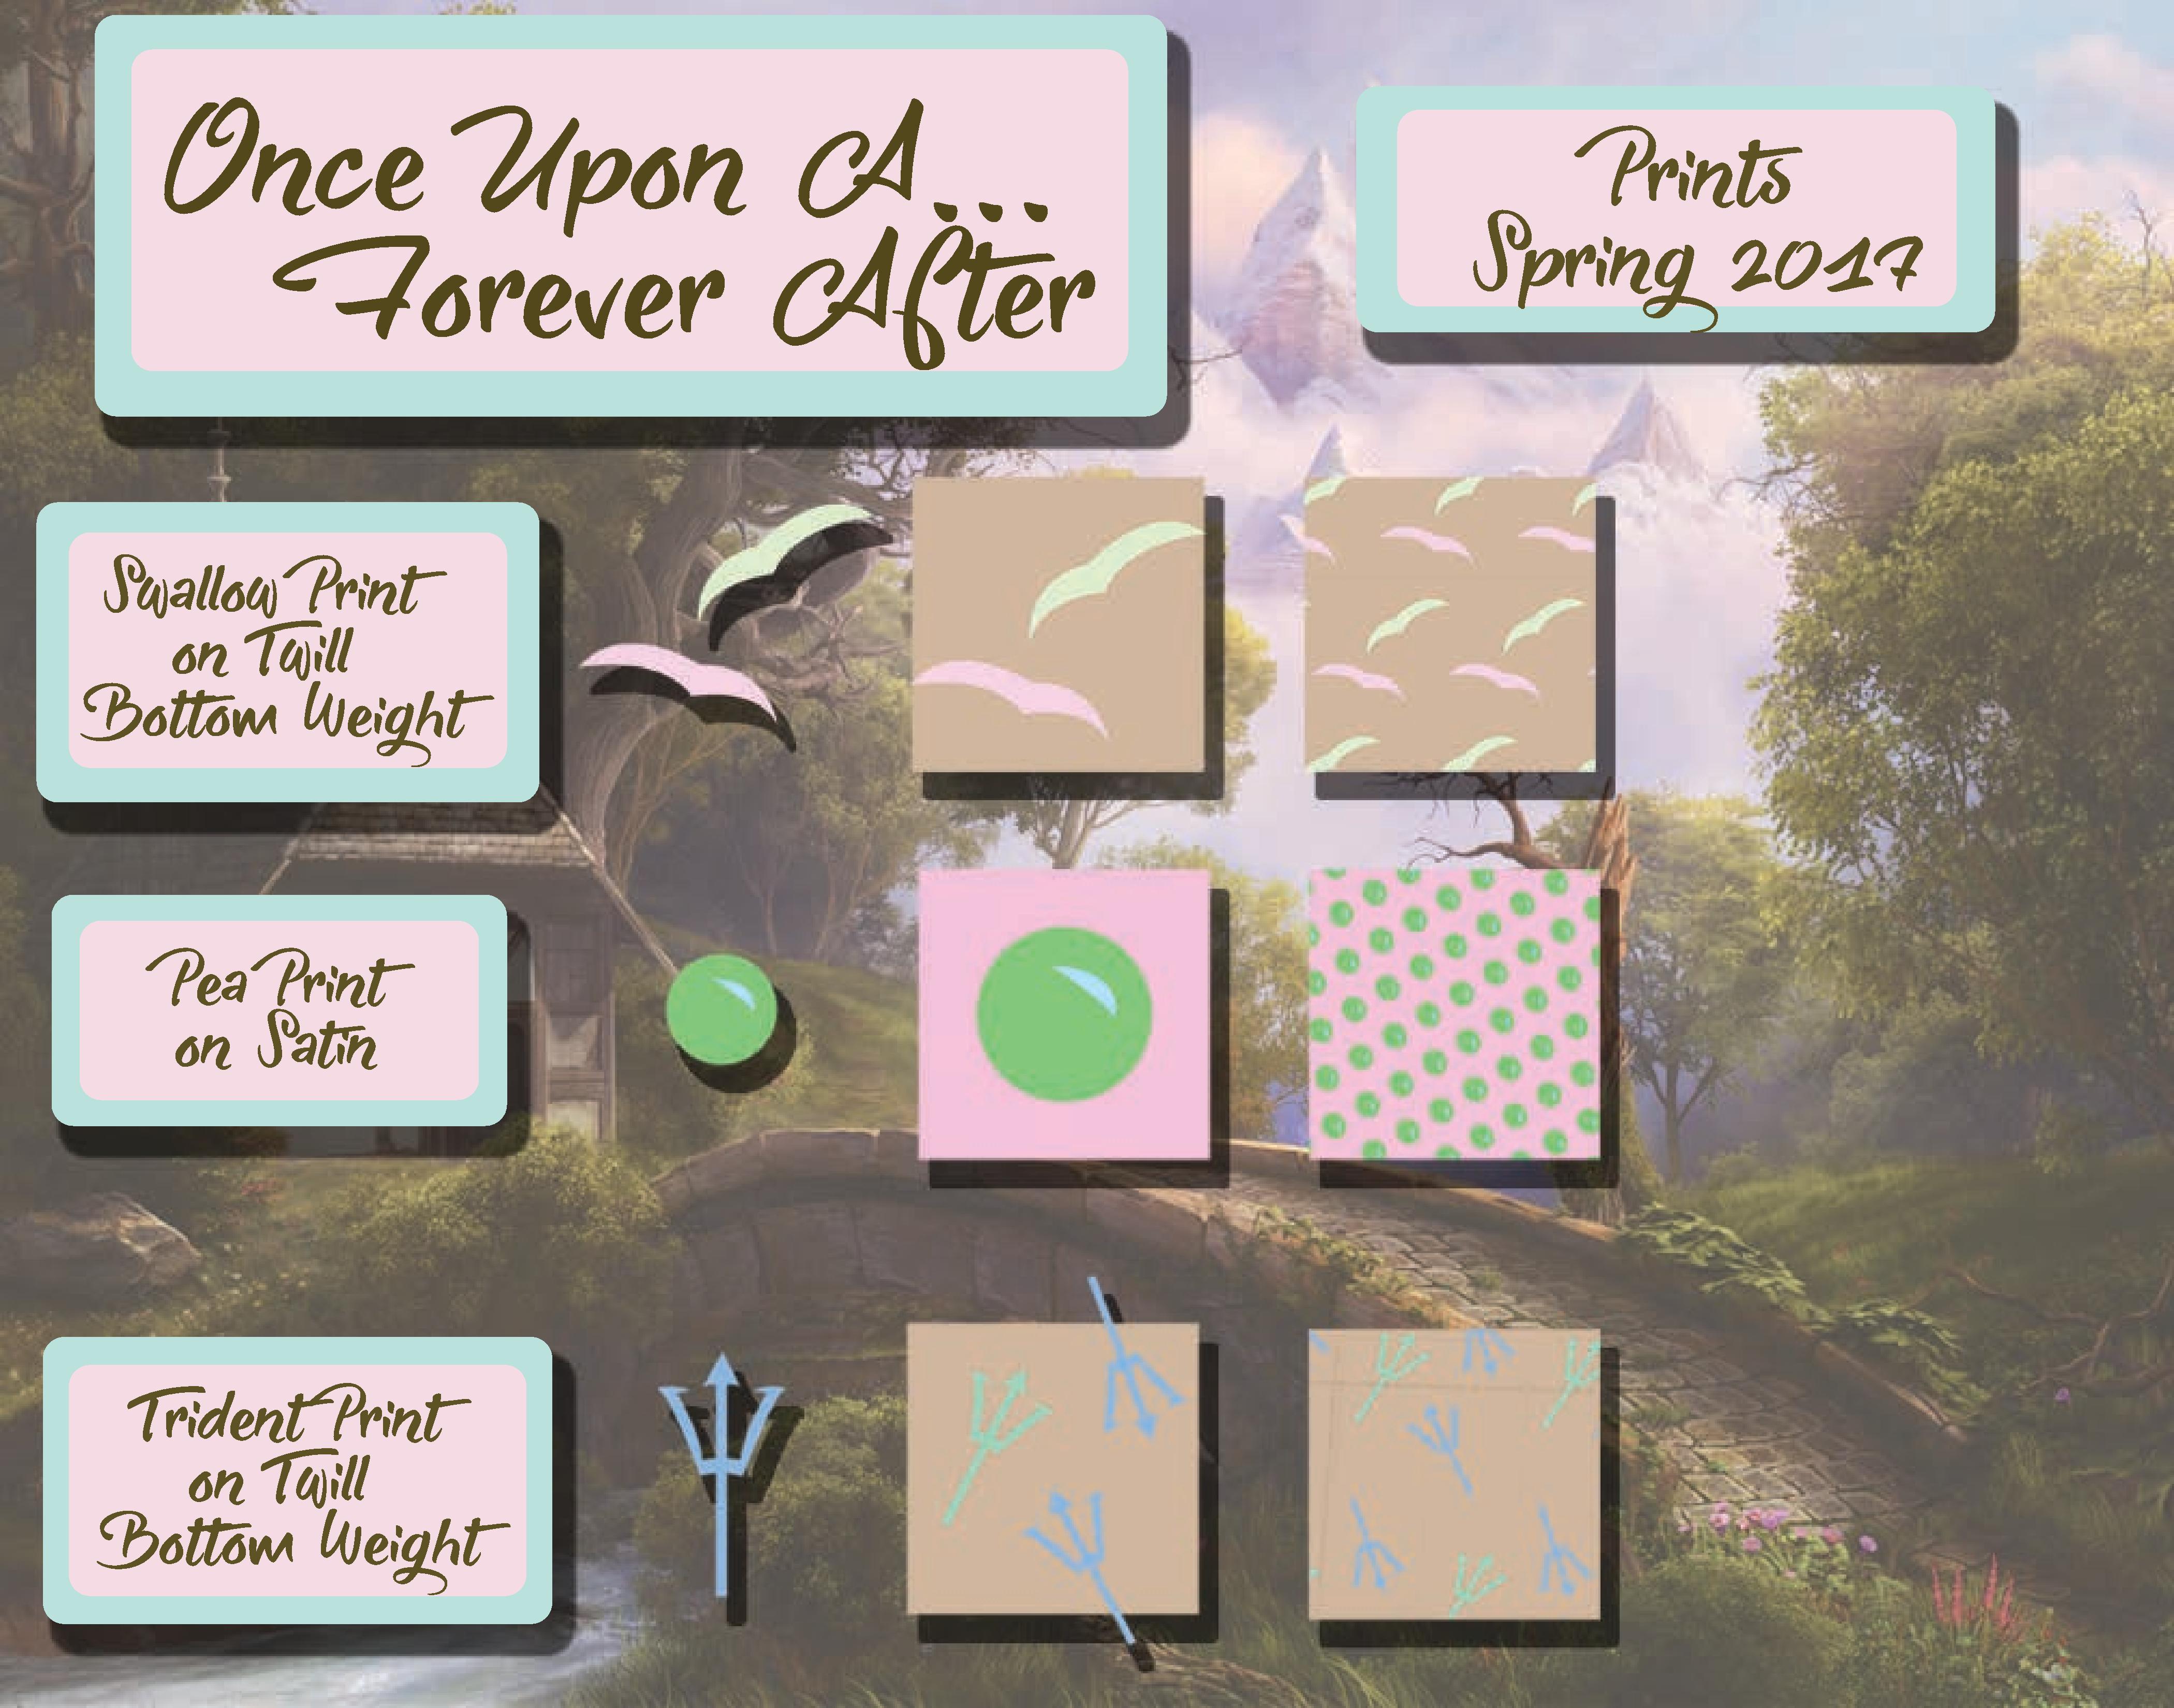 Once Upon A...
Forever After
Prints
Spring 2017
Swallow Print
on Twill
Bottom Weight
Pea Print
on Satin
Trident Print
on Twill
Bottom Weight